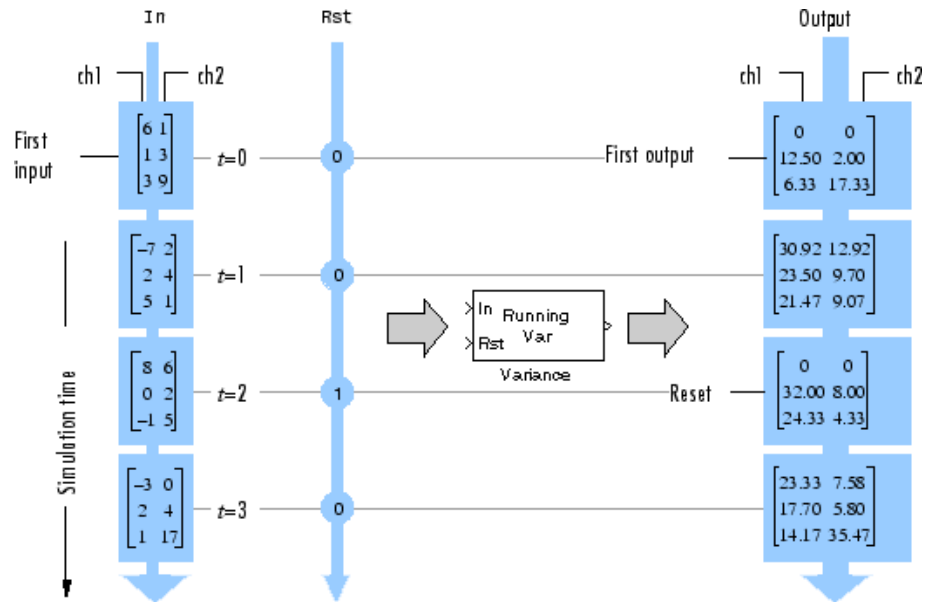 In Rst Output
ch1 ch2 ch1 ch2
First input
6 1
1 3
3 9
t=0
0
First output
0 0
12.50 2.00
6.33 17.33
Simulation time
–7 2
2 4
5 1
t=1
0
30.92 12.92
23.50 9.70
21.47 9.07
In
Rst
Running
Var
Variance
8 6
0 2
–1 5
t=2
1
Reset
0 0
32.00 8.00
24.33 4.33
–3 0
2 4
1 17
t=3
0
23.33 7.58
17.70 5.80
14.17 35.47